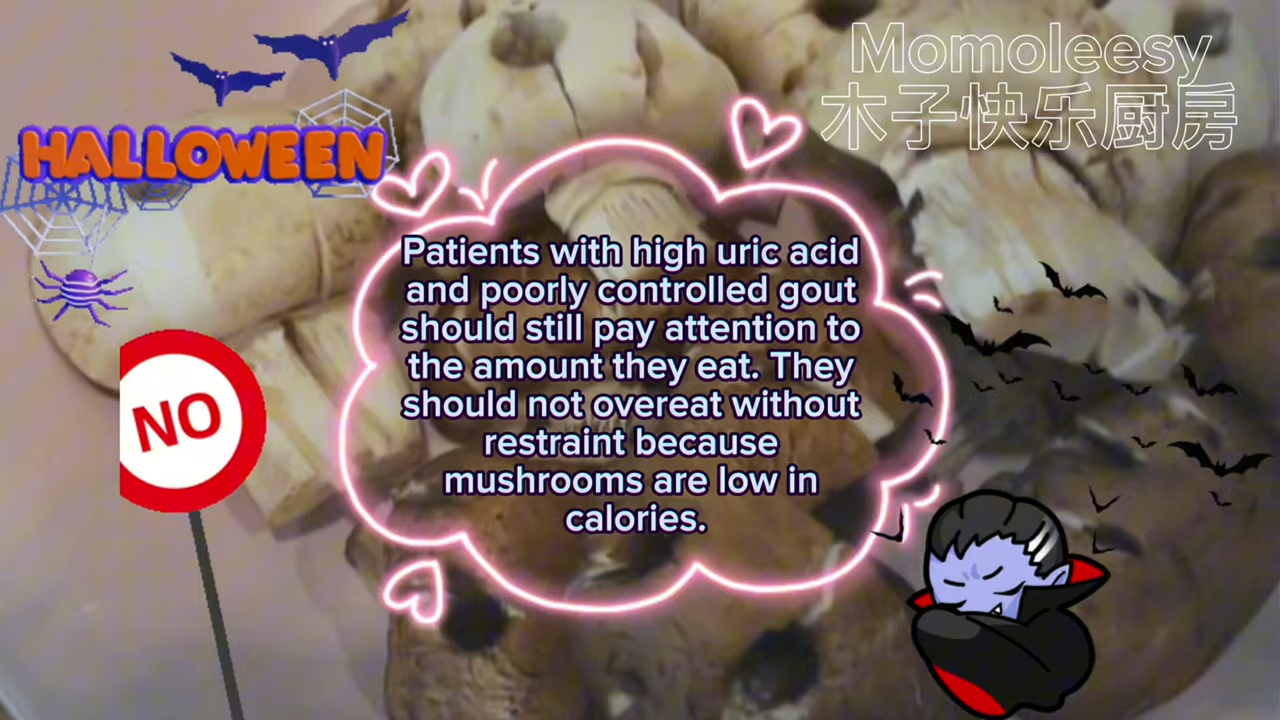 HALLOWEEN
Momoleesy
木子快乐厨房
Patients with high uric acid
and poorly controlled gout
should still pay attention to
the amount they eat. They
should not overeat without
restraint because
mushrooms are low in
calories.
NO